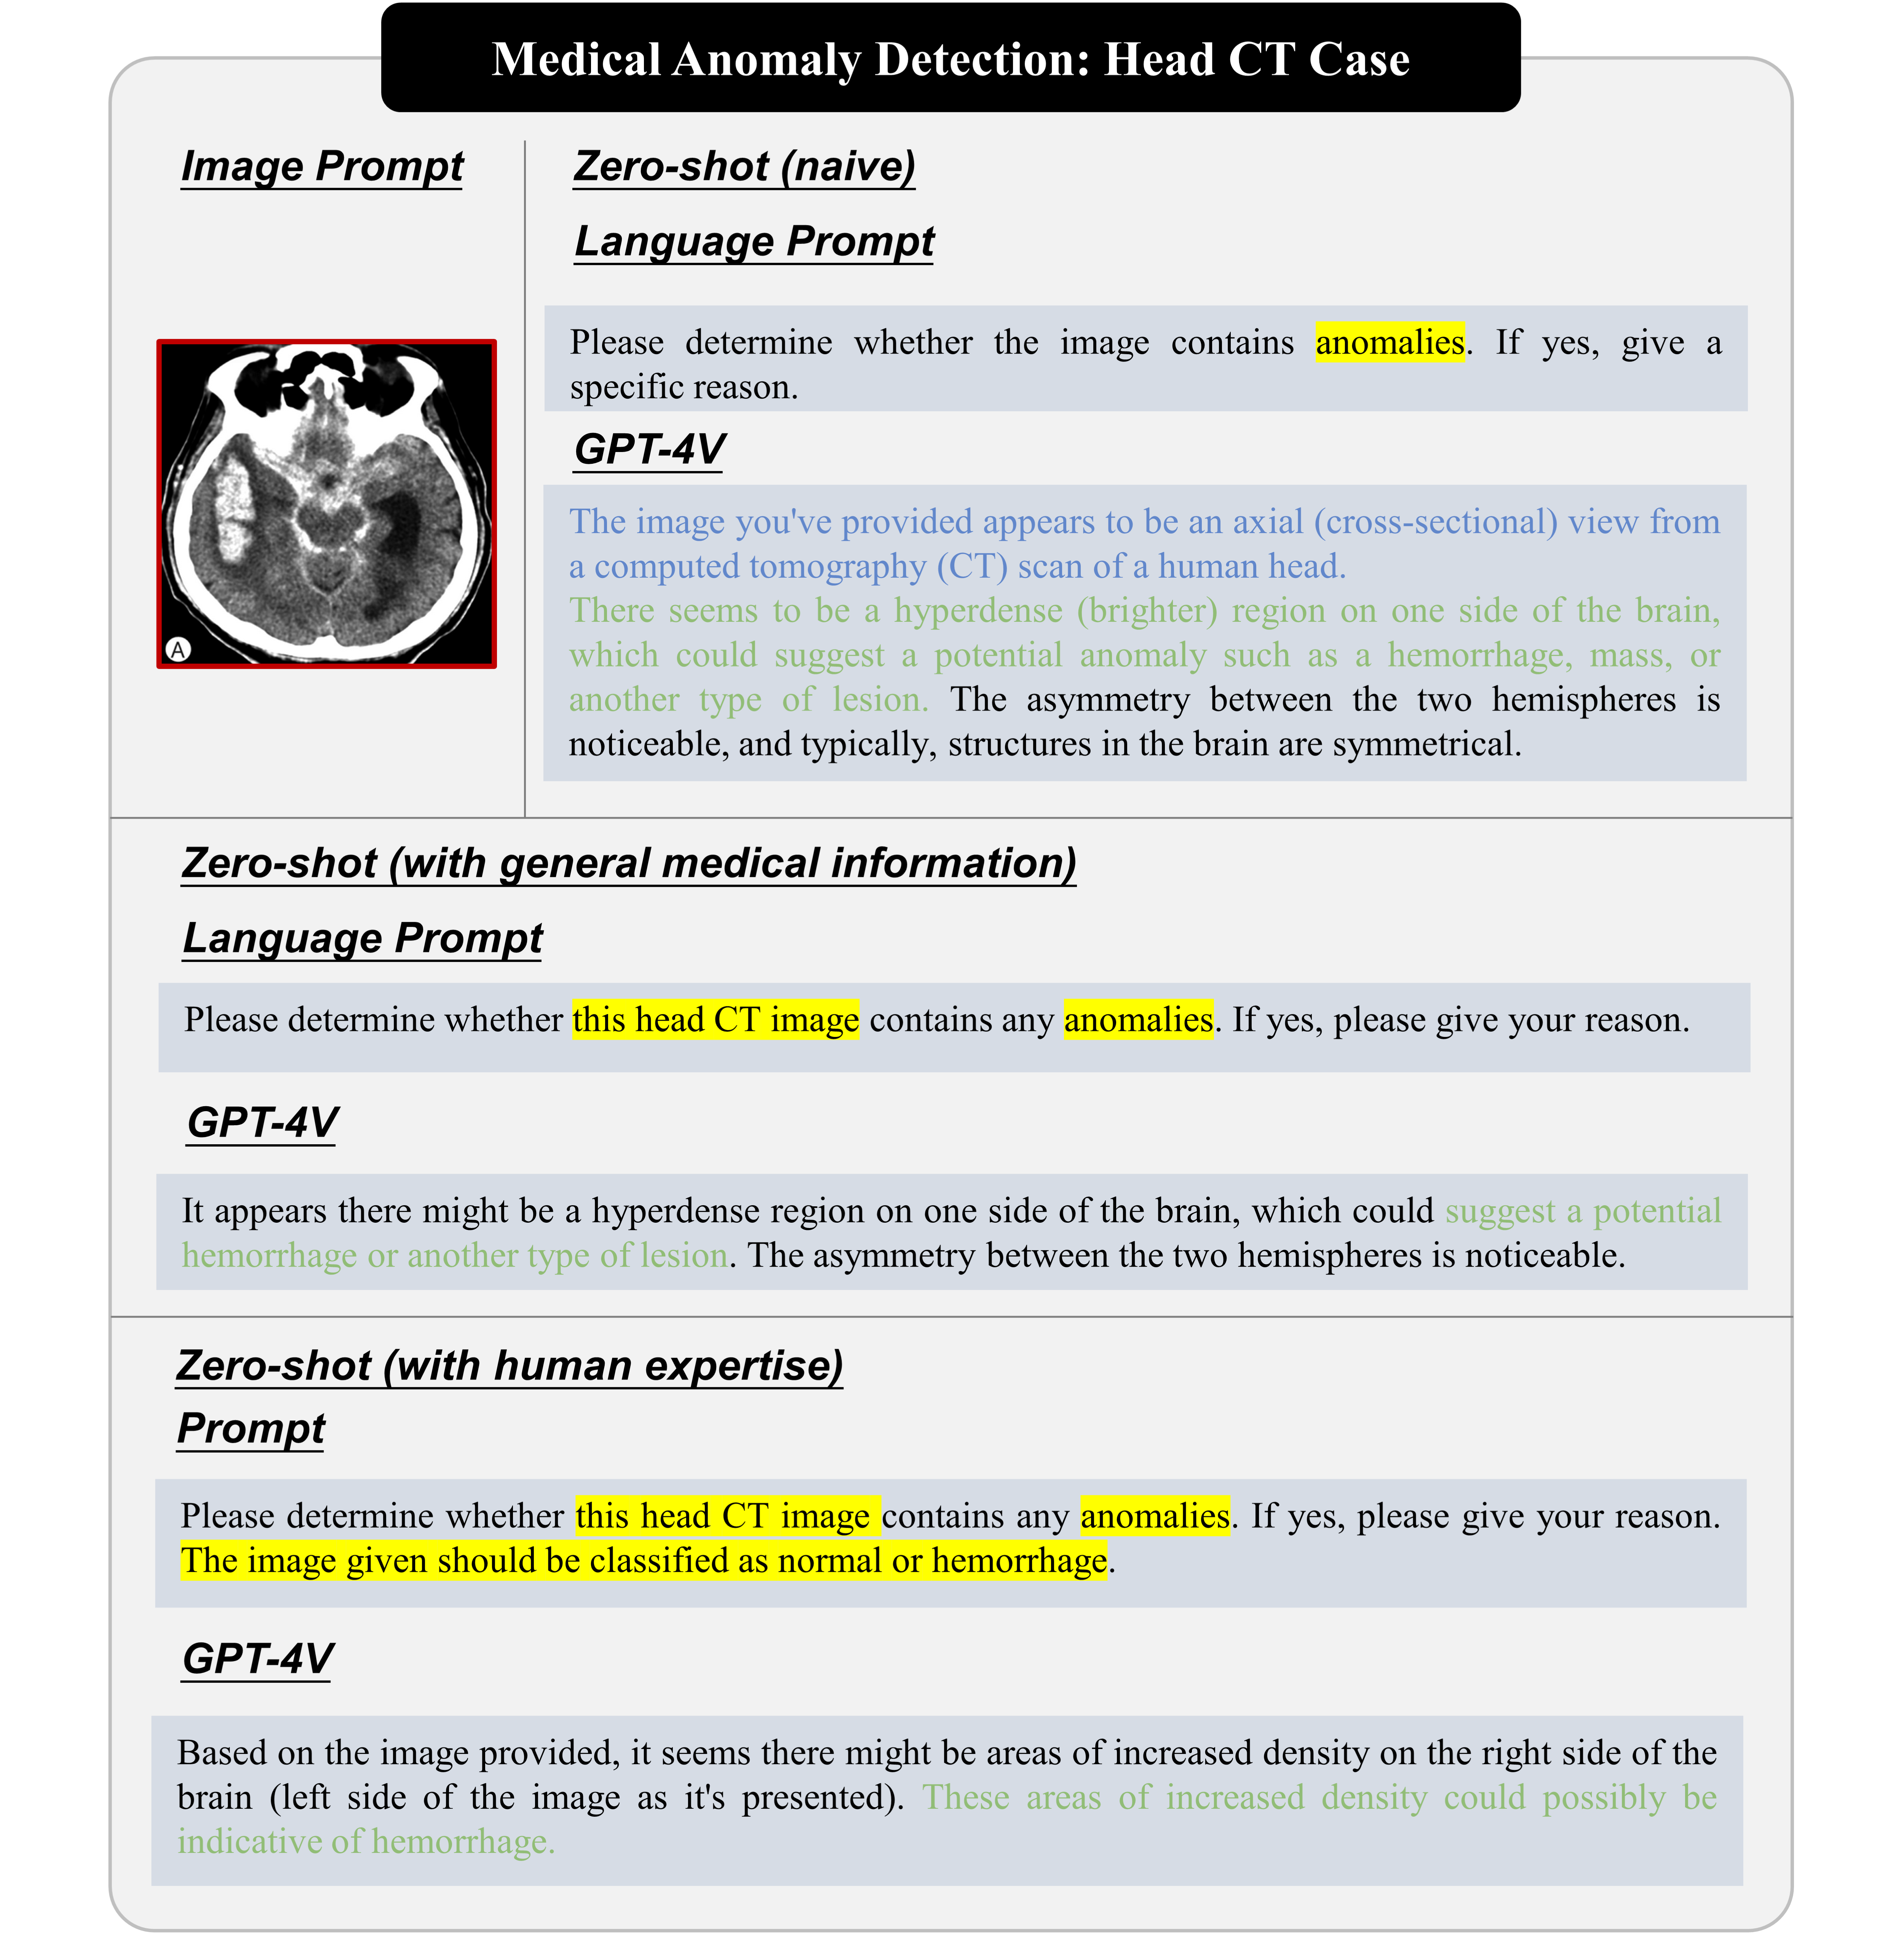 Medical Anomaly Detection: Head CT Case
Image Prompt
A
Zero-shot (naive)
Language Prompt
Please determine whether the image contains anomalies. If yes, give a
specific reason.
GPT-4V
The image you've provided appears to be an axial (cross-sectional) view from
a computed tomography (CT) scan of a human head.
There seems to be a hyperdense (brighter) region on one side of the brain,
which could suggest a potential anomaly such as a hemorrhage, mass, or
another type of lesion. The asymmetry between the two hemispheres is
noticeable, and typically, structures in the brain are symmetrical.
Zero-shot (with general medical information)
Language Prompt
Please determine whether this head CT image contains any anomalies. If yes, please give your reason.
GPT-4V
It appears there might be a hyperdense region on one side of the brain, which could suggest a potential
hemorrhage or another type of lesion. The asymmetry between the two hemispheres is noticeable.
Zero-shot (with human expertise)
Prompt
Please determine whether this head CT image contains any anomalies. If yes, please give your reason.
The image given should be classified as normal or hemorrhage.
GPT-4V
Based on the image provided, it seems there might be areas of increased density on the right side of the
brain (left side of the image as it's presented). These areas of increased density could possibly be
indicative of hemorrhage.